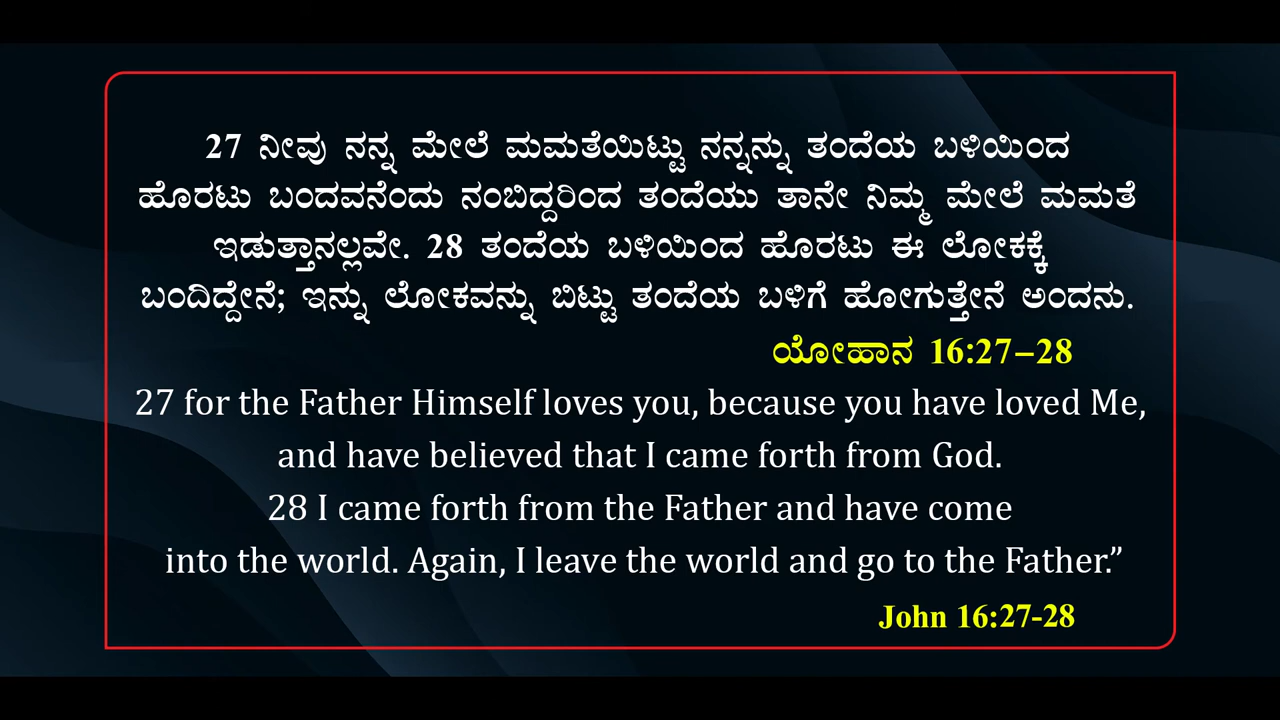 27 ನೀವು ನನ್ನ ಮೇಲೆ ಮಮತೆಯಿಟ್ಟು ನನ್ನನ್ನು ತಂದೆಯ ಬಳಿಯಿಂದ
ಹೊರಟು ಬಂದವನೆಂದು ನಂಬಿದ್ದರಿಂದ ತಂದೆಯು ತಾನೇ ನಿಮ್ಮ ಮೇಲೆ ಮಮತೆ
ಇಡುತ್ತಾನಲ್ಲವೇ. 28 ತಂದೆಯ ಬಳಿಯಿಂದ ಹೊರಟು ಈ ಲೋಕಕ್ಕೆ
ಬಂದಿದ್ದೇನೆ; ಇನ್ನು ಲೋಕವನ್ನು ಬಿಟ್ಟು ತಂದೆಯ ಬಳಿಗೆ ಹೋಗುತ್ತೇನೆ ಅಂದನು.
ಯೋಹಾನ 16:27–28
27 for the Father Himself loves you, because you have loved Me,
and have believed that I came forth from God.
28 I came forth from the Father and have come
into the world. Again, I leave the world and go to the Father.”
John 16:27-28